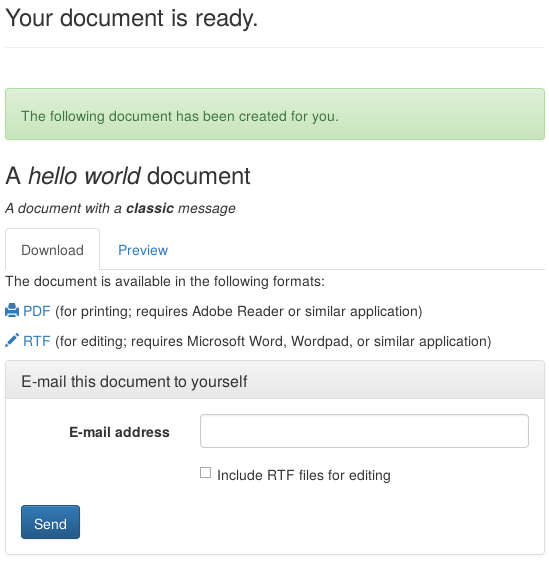 Your document is ready.
The following document has been created for you.
A hello world document
A document with a classic message
Download Preview
The document is available in the following formats:
PDF (for printing; requires Adobe Reader or similar application)
RTF (for editing; requires Microsoft Word, Wordpad, or similar application)
E-mail this document to yourself
E-mail address
Include RTF files for editing
Send